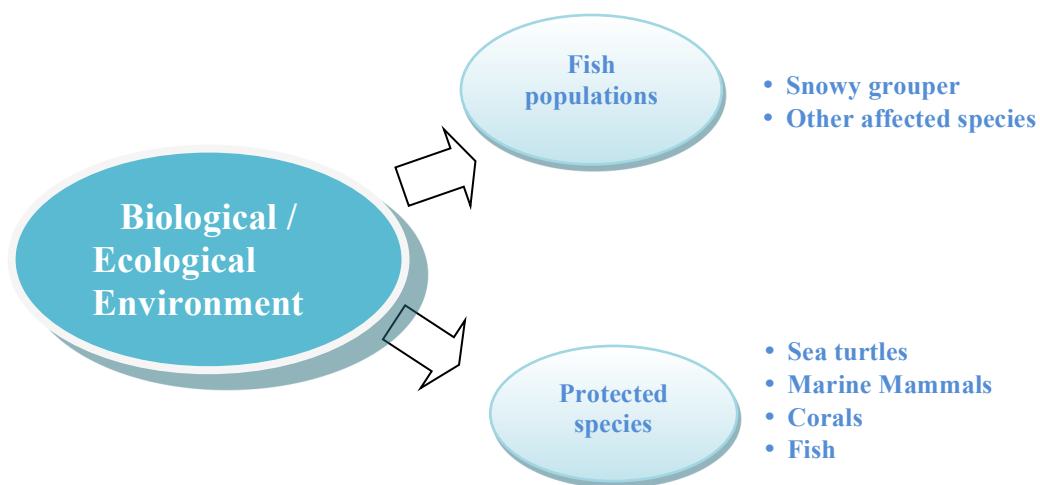 Biological /
Ecological
Environment
Fish
populations
• Snowy grouper
• Other affected species
Protected
species
• Sea turtles
• Marine Mammals
• Corals
• Fish